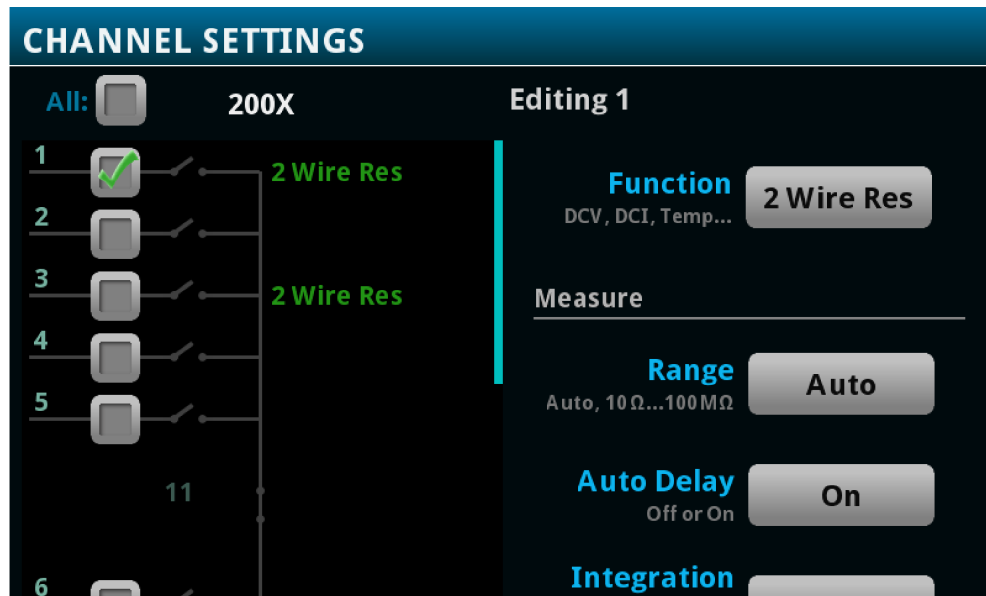 CHANNEL SETTINGS
All:
200X
Editing 1
1
2 Wire Res
2
3
2 Wire Res
4
5
11
6
Function
DCV, DCI, Temp...
2 Wire Res
Measure
Range
Auto, 10Ω...100MΩ
Auto
Auto Delay
Off or On
On
Integration